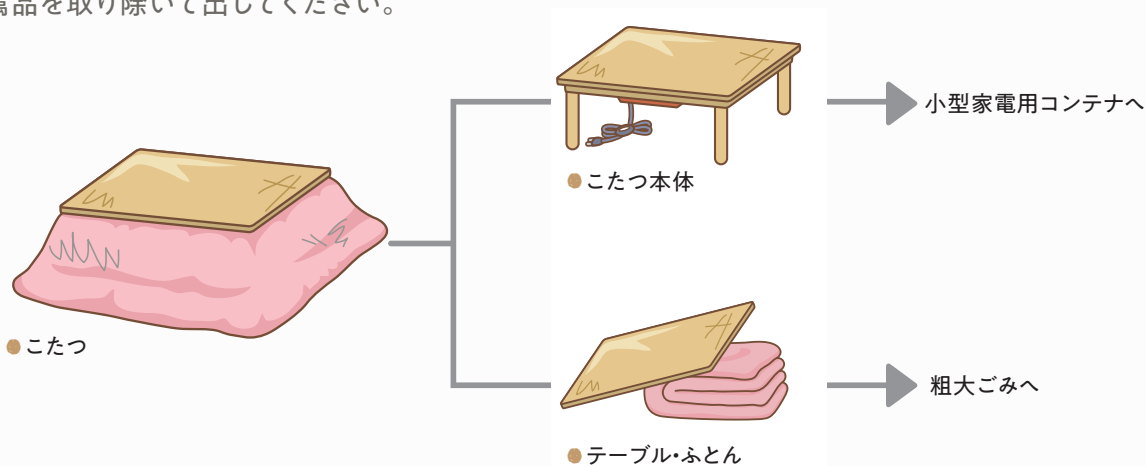 属品を取り除いて出してください。
小型家電用コンテナへ
●こたつ本体
●こたつ
粗大ごみへ
●テーブル・ふとん